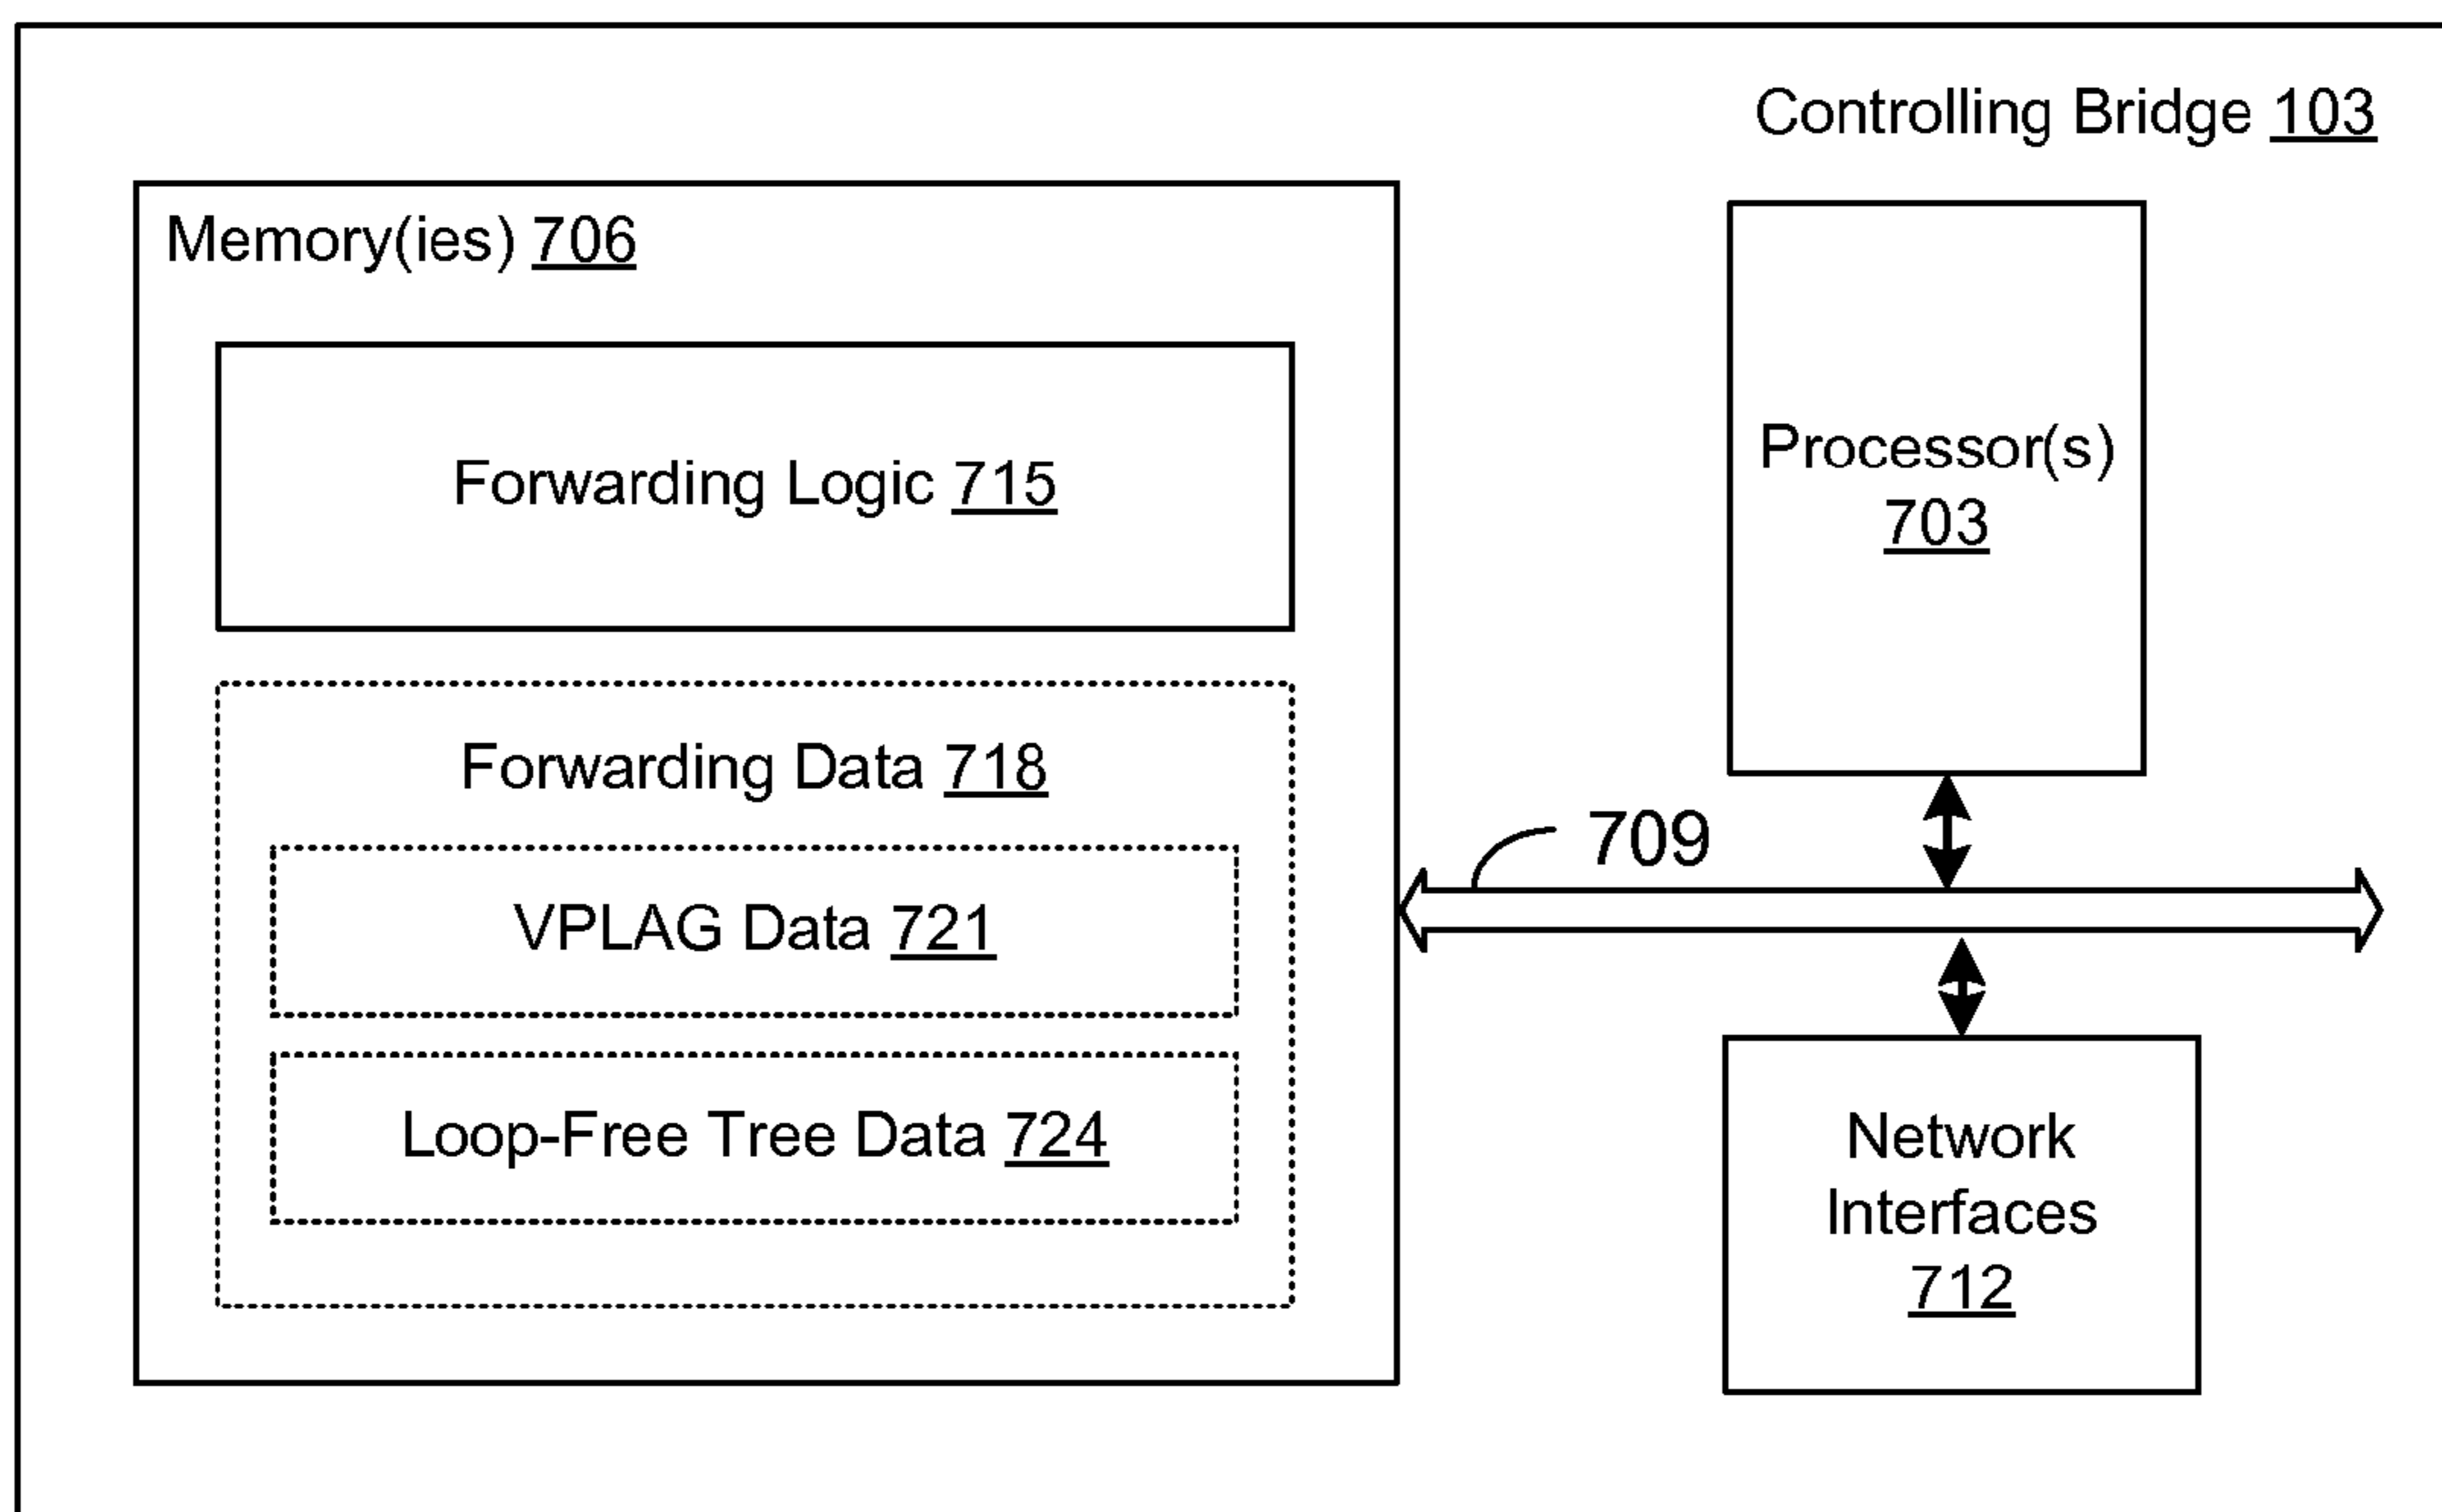 Controlling Bridge 103
Memory(ies) 706
Forwarding Logic 715
Processor(s)
703
Forwarding Data 718
709
VPLAG Data 721
Loop-Free Tree Data 724
Network
Interfaces
712